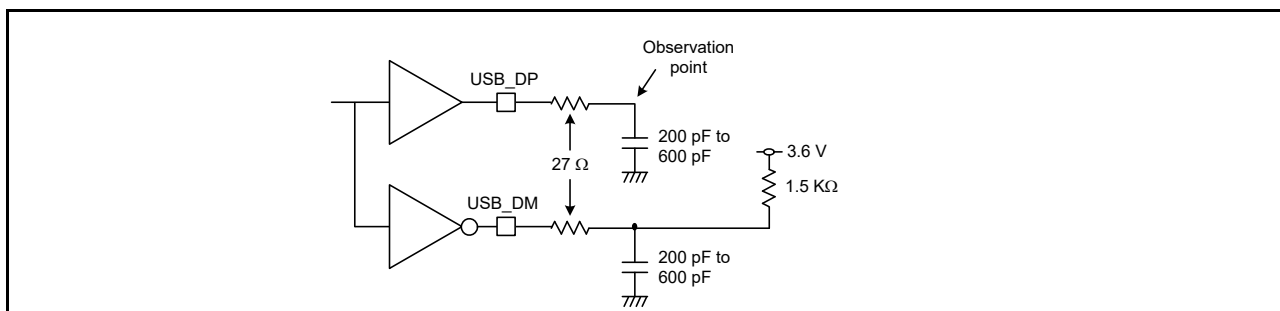 Observation
point
USB_DP
200 pF to
600 pF
27 Ω
3.6 V
1.5 KΩ
USB_DM
200 pF to
600 pF